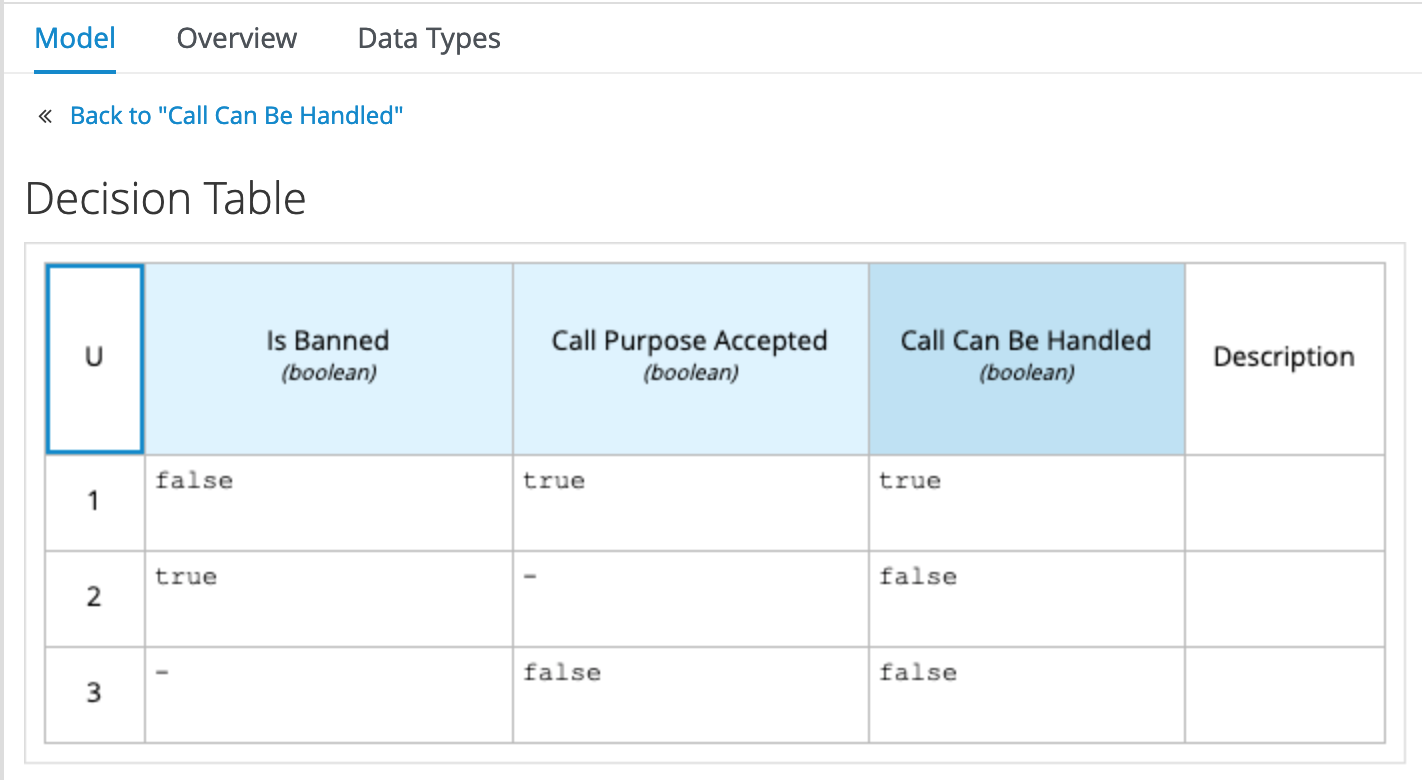 Model Overview Data Types
« Back to "Call Can Be Handled"
Decision Table
U Is Banned (boolean) Call Purpose Accepted (boolean) Call Can Be Handled (boolean) Description
1 false true true
2 true - false
3 - false false